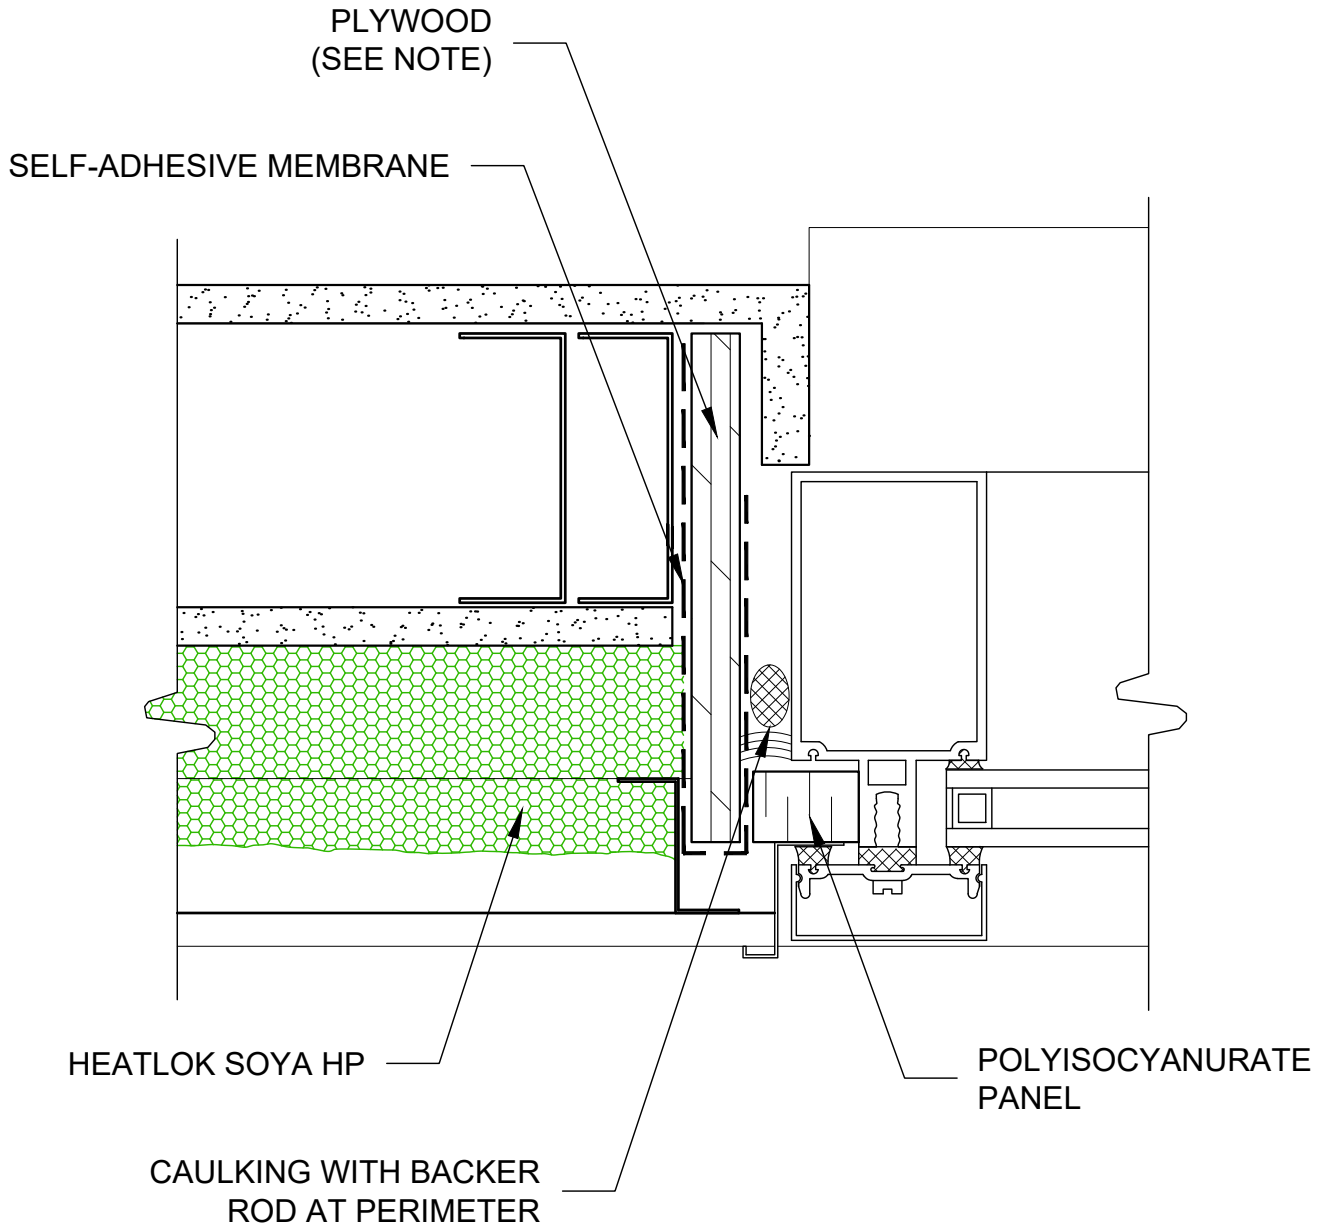 PLYWOOD
(SEE NOTE)
SELF-ADHESIVE MEMBRANE
HEATLOK SOYA HP
POLYISOCYANURATE
PANEL
CAULKING WITH BACKER
ROD AT PERIMETER